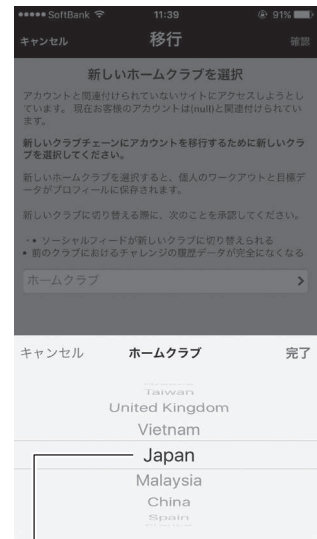 ●●●●● SoftBank 11:39 91%
キャンセル 移行 確認
新しいホームクラブを選択
アカウントと関連付けられていないサイトにアクセスしようとし
ています。 現在お客様のアカウントは(null)と関連付けられてい
ます。
新しいクラブチェーンにアカウントを移行するために新しいクラ
ブを選択してください。
新しいホームクラブを選択すると、個人のワークアウトと目標デ
ータがプロフィールに保存されます。
新しいクラブに切り替える際に、次のことを承認してください。
・• ソーシャルフィードが新しいクラブに切り替えられる
• 前のクラブにおけるチャレンジの履歴データが完全になくなる
ホームクラブ >
キャンセル ホームクラブ 完了
Taiwan
United Kingdom
Vietnam
Japan
Malaysia
China
Spain